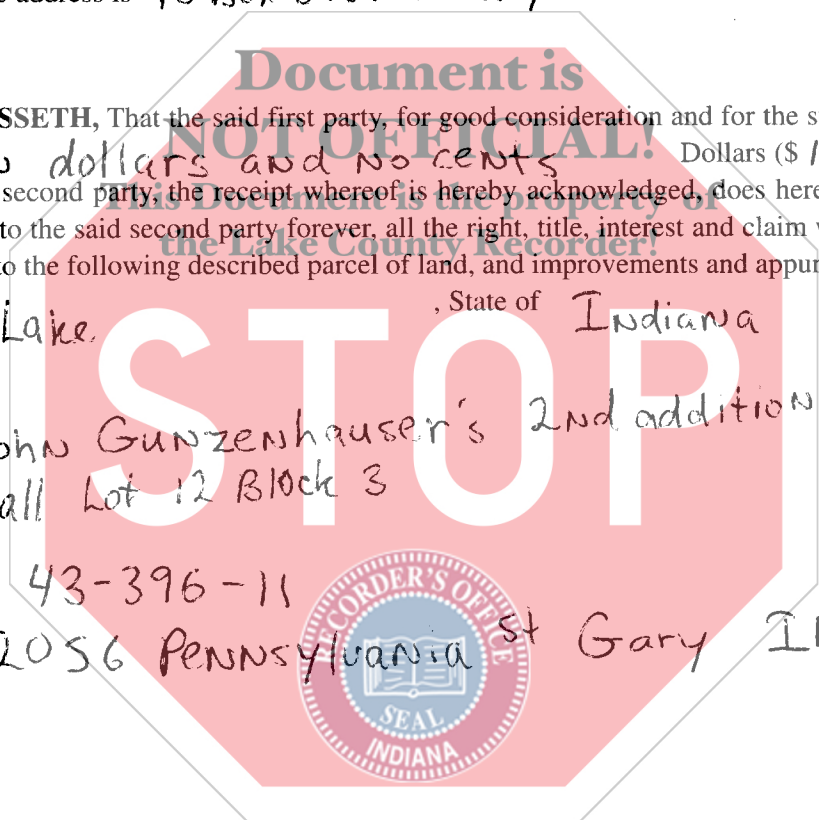 address is
Document is
SSETH, That the said first party, for good consideration and for the s
NOT OFFICIAL!
dollars and No cents Dollars ($ 1
second party, the receipt whereof is hereby acknowledged, does here
This Document is the property of
to the said second party forever, all the right, title, interest and claim
the Lake County Recorder!
o the following described parcel of land, and improvements and appur
Lake , State of Indiana
STOP
ohn Gunzenhauser's 2nd addition
all Lot 12 Block 3
43-396-11
2056 Pennsylvania St Gary I
RECORDER'S OFFICE
SEAL
INDIANA